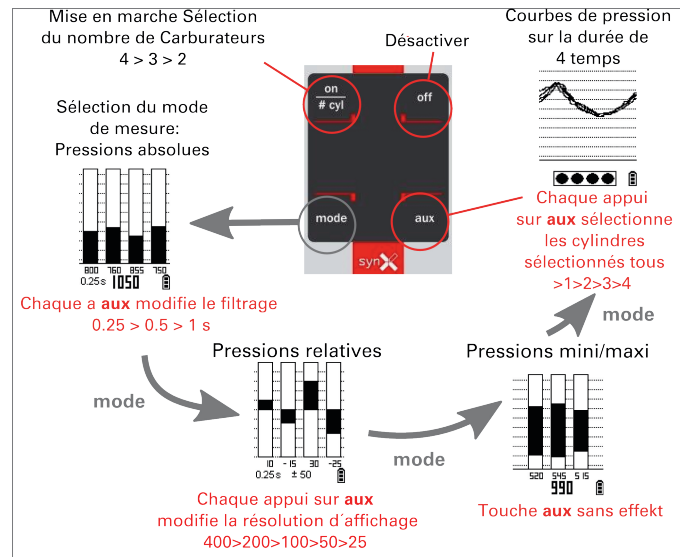 Mise en marche Sélection
du nombre de Carburateurs
4 > 3 > 2
Désactiver
Courbes de pression
sur la durée de
4 temps
on
# cyl
off
mode
aux
synX
Sélection du mode
de mesure:
Pressions absolues
800 760 855 750
0.25 s 1050
Chaque a aux modifie le filtrage
0.25 > 0.5 > 1 s
mode
Pressions relatives
10 -15 30 -25
0.25 s ± 50
Chaque appui sur aux
modifie la résolution d´affichage
400>200>100>50>25
mode
Pressions mini/maxi
520 545 515
990
Touche aux sans effekt
mode
Chaque appui
sur aux sélectionne
les cylindres
sélectionnés tous
>1>2>3>4